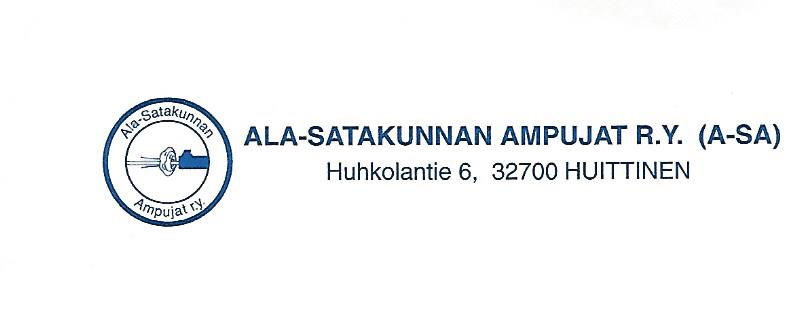 Ala-Satakunnan
Ampujat r.y.
ALA-SATAKUNNAN AMPUJAT R.Y. (A-SA)
Huhkolantie 6, 32700 HUITTINEN